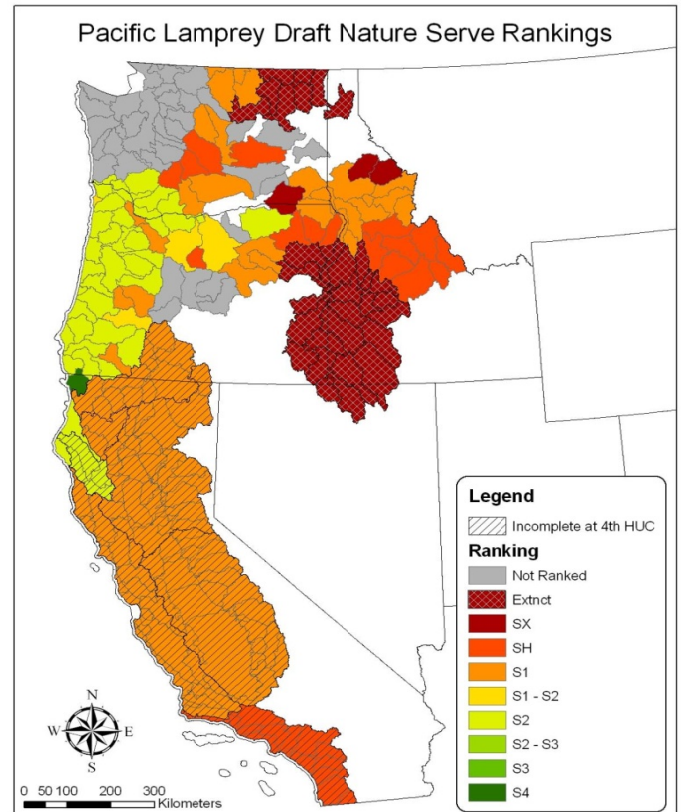 Pacific Lamprey Draft Nature Serve Rankings
Legend
Incomplete at 4th HUC
Ranking
Not Ranked
Extnct
SX
SH
S1
S1 - S2
S2
S2 - S3
S3
S4
N
W E
S
0 50 100 200 300
Kilometers